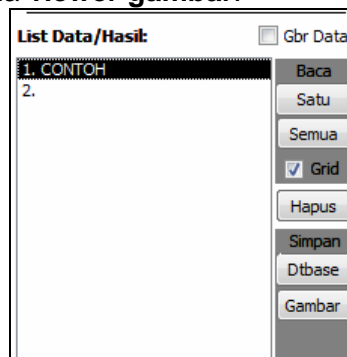 List Data/Hasil:
Gbr Data
1. CONTOH
2.
Baca
Satu
Semua
Grid
Hapus
Simpan
Dtbase
Gambar